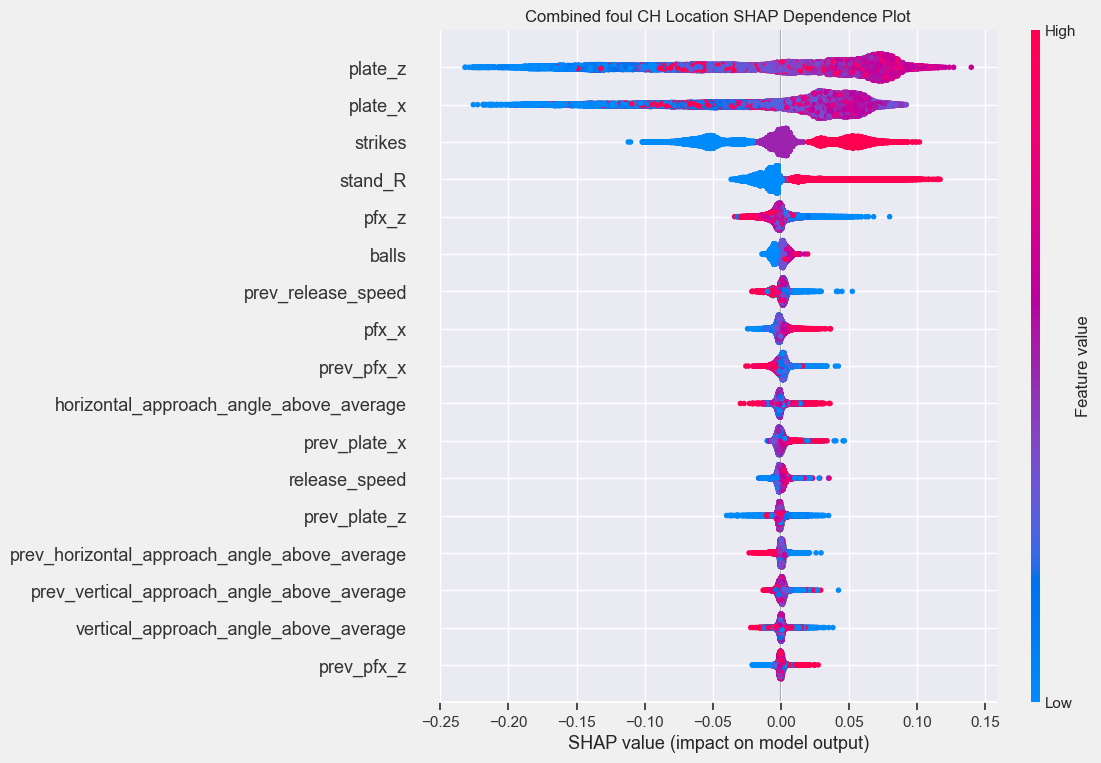 Combined foul CH Location SHAP Dependence Plot
High
plate_z
plate_x
strikes
stand_R
pfx_z
balls
prev_release_speed
pfx_x
prev_pfx_x
horizontal_approach_angle_above_average
prev_plate_x
release_speed
prev_plate_z
prev_horizontal_approach_angle_above_average
prev_vertical_approach_angle_above_average
vertical_approach_angle_above_average
prev_pfx_z
Feature value
Low
−0.25 −0.20 −0.15 −0.10 −0.05 0.00 0.05 0.10 0.15
SHAP value (impact on model output)